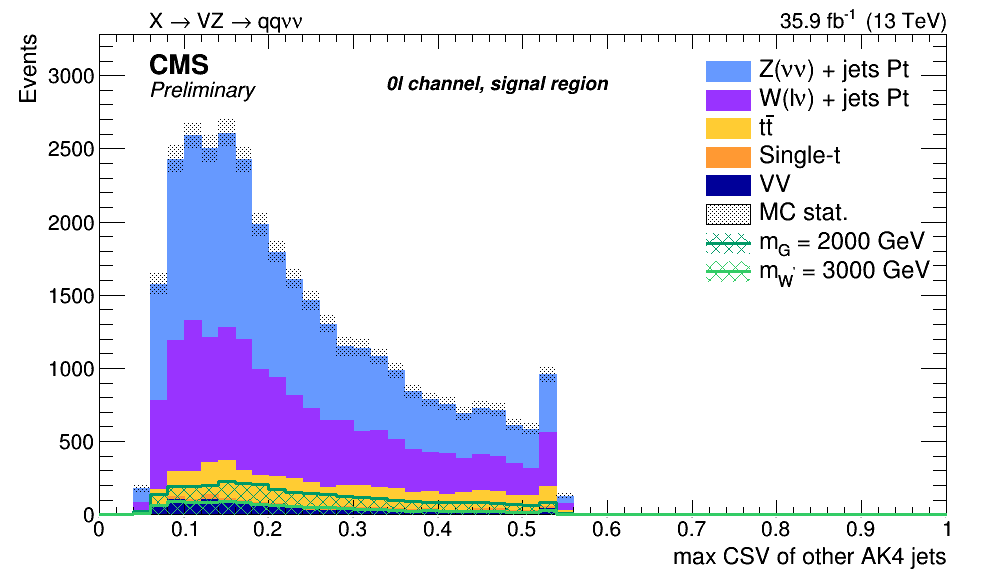 X → VZ → qqνν
35.9 fb⁻¹ (13 TeV)
Events
CMS
Preliminary
0l channel, signal region
Z(νν) + jets Pt
W(lν) + jets Pt
tt̄
Single-t
VV
MC stat.
m_G = 2000 GeV
m_W' = 3000 GeV
3000
2500
2000
1500
1000
500
0
0 0.1 0.2 0.3 0.4 0.5 0.6 0.7 0.8 0.9 1
max CSV of other AK4 jets